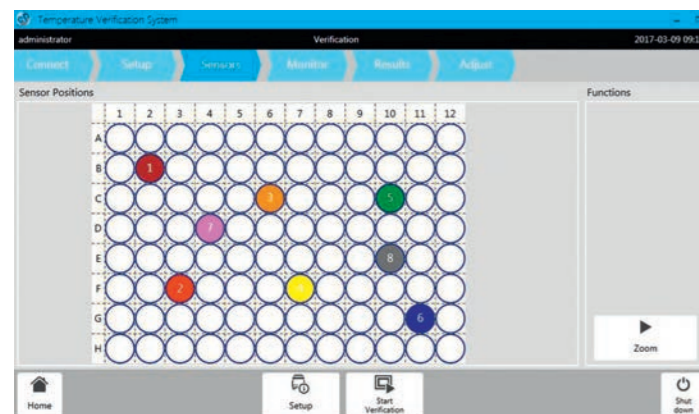 Temperature Verification System
administrator Verification 2017-03-09 09:1
Connect Setup Sensors Monitor Results Adjust
Sensor Positions Functions
1 2 3 4 5 6 7 8 9 10 11 12
A
B 1
C 3 5
D 7
E 8
F 2 4
G 6
H
Zoom
Home Setup Start Verification Shut down